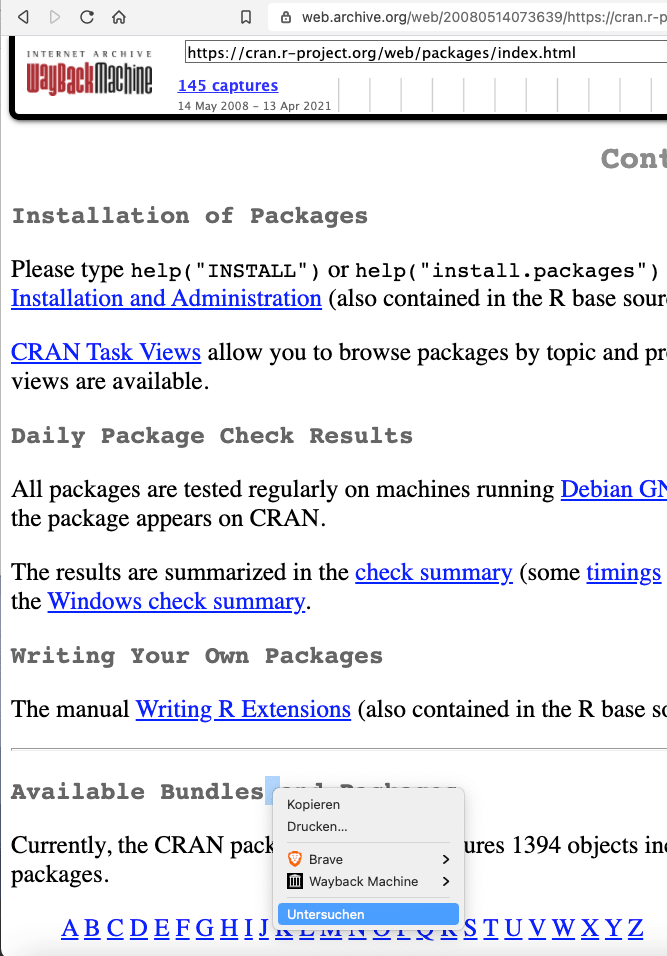 web.archive.org/web/20080514073639/https://cran.r-p
INTERNET ARCHIVE
WayBackMachine
https://cran.r-project.org/web/packages/index.html
145 captures
14 May 2008 – 13 Apr 2021
Cont
Installation of Packages
Please type help("INSTALL") or help("install.packages")
Installation and Administration (also contained in the R base sour
CRAN Task Views allow you to browse packages by topic and pr
views are available.
Daily Package Check Results
All packages are tested regularly on machines running Debian GN
the package appears on CRAN.
The results are summarized in the check summary (some timings
the Windows check summary.
Writing Your Own Packages
The manual Writing R Extensions (also contained in the R base so
Available Bundles and Packages
Currently, the CRAN pack ures 1394 objects inc
packages.
Kopieren
Drucken...
Brave
Wayback Machine
Untersuchen
A B C D E F G H I J K L M N O P Q R S T U V W X Y Z